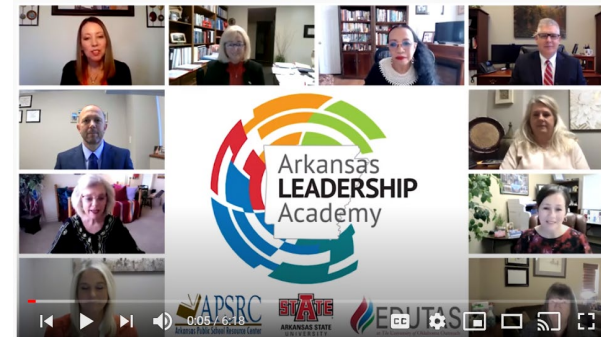 Arkansas
LEADERSHIP
Academy
APSRC
Arkansas Public School Resource Center
STATE
ARKANSAS STATE
UNIVERSITY
EDUTAS
0:05 / 6:18
CC